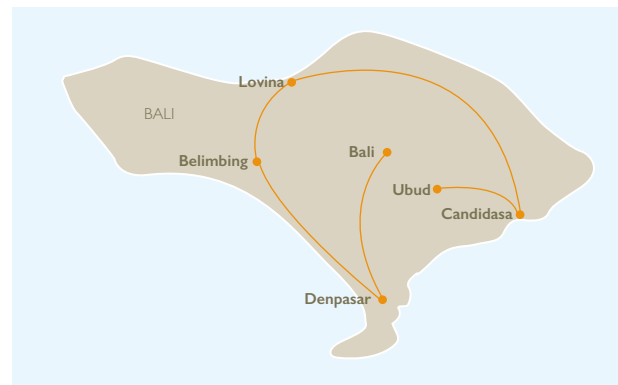 Lovina
BALI
Bali
Belimbing
Ubud
Candidasa
Denpasar